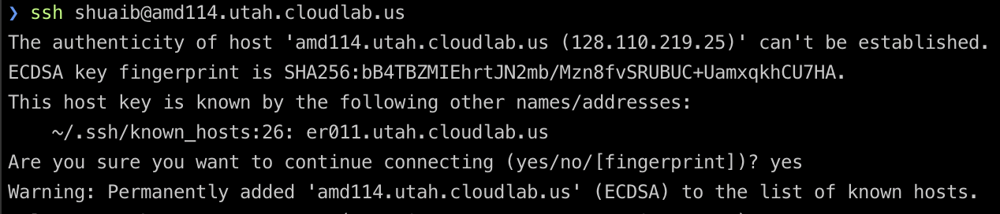 ❯ ssh shuaib@amd114.utah.cloudlab.us
The authenticity of host 'amd114.utah.cloudlab.us (128.110.219.25)' can't be established.
ECDSA key fingerprint is SHA256:bB4TBZMIEhrtJN2mb/Mzn8fvSRUBUC+UamxqkhCU7HA.
This host key is known by the following other names/addresses:
    ~/.ssh/known_hosts:26: er011.utah.cloudlab.us
Are you sure you want to continue connecting (yes/no/[fingerprint])? yes
Warning: Permanently added 'amd114.utah.cloudlab.us' (ECDSA) to the list of known hosts.